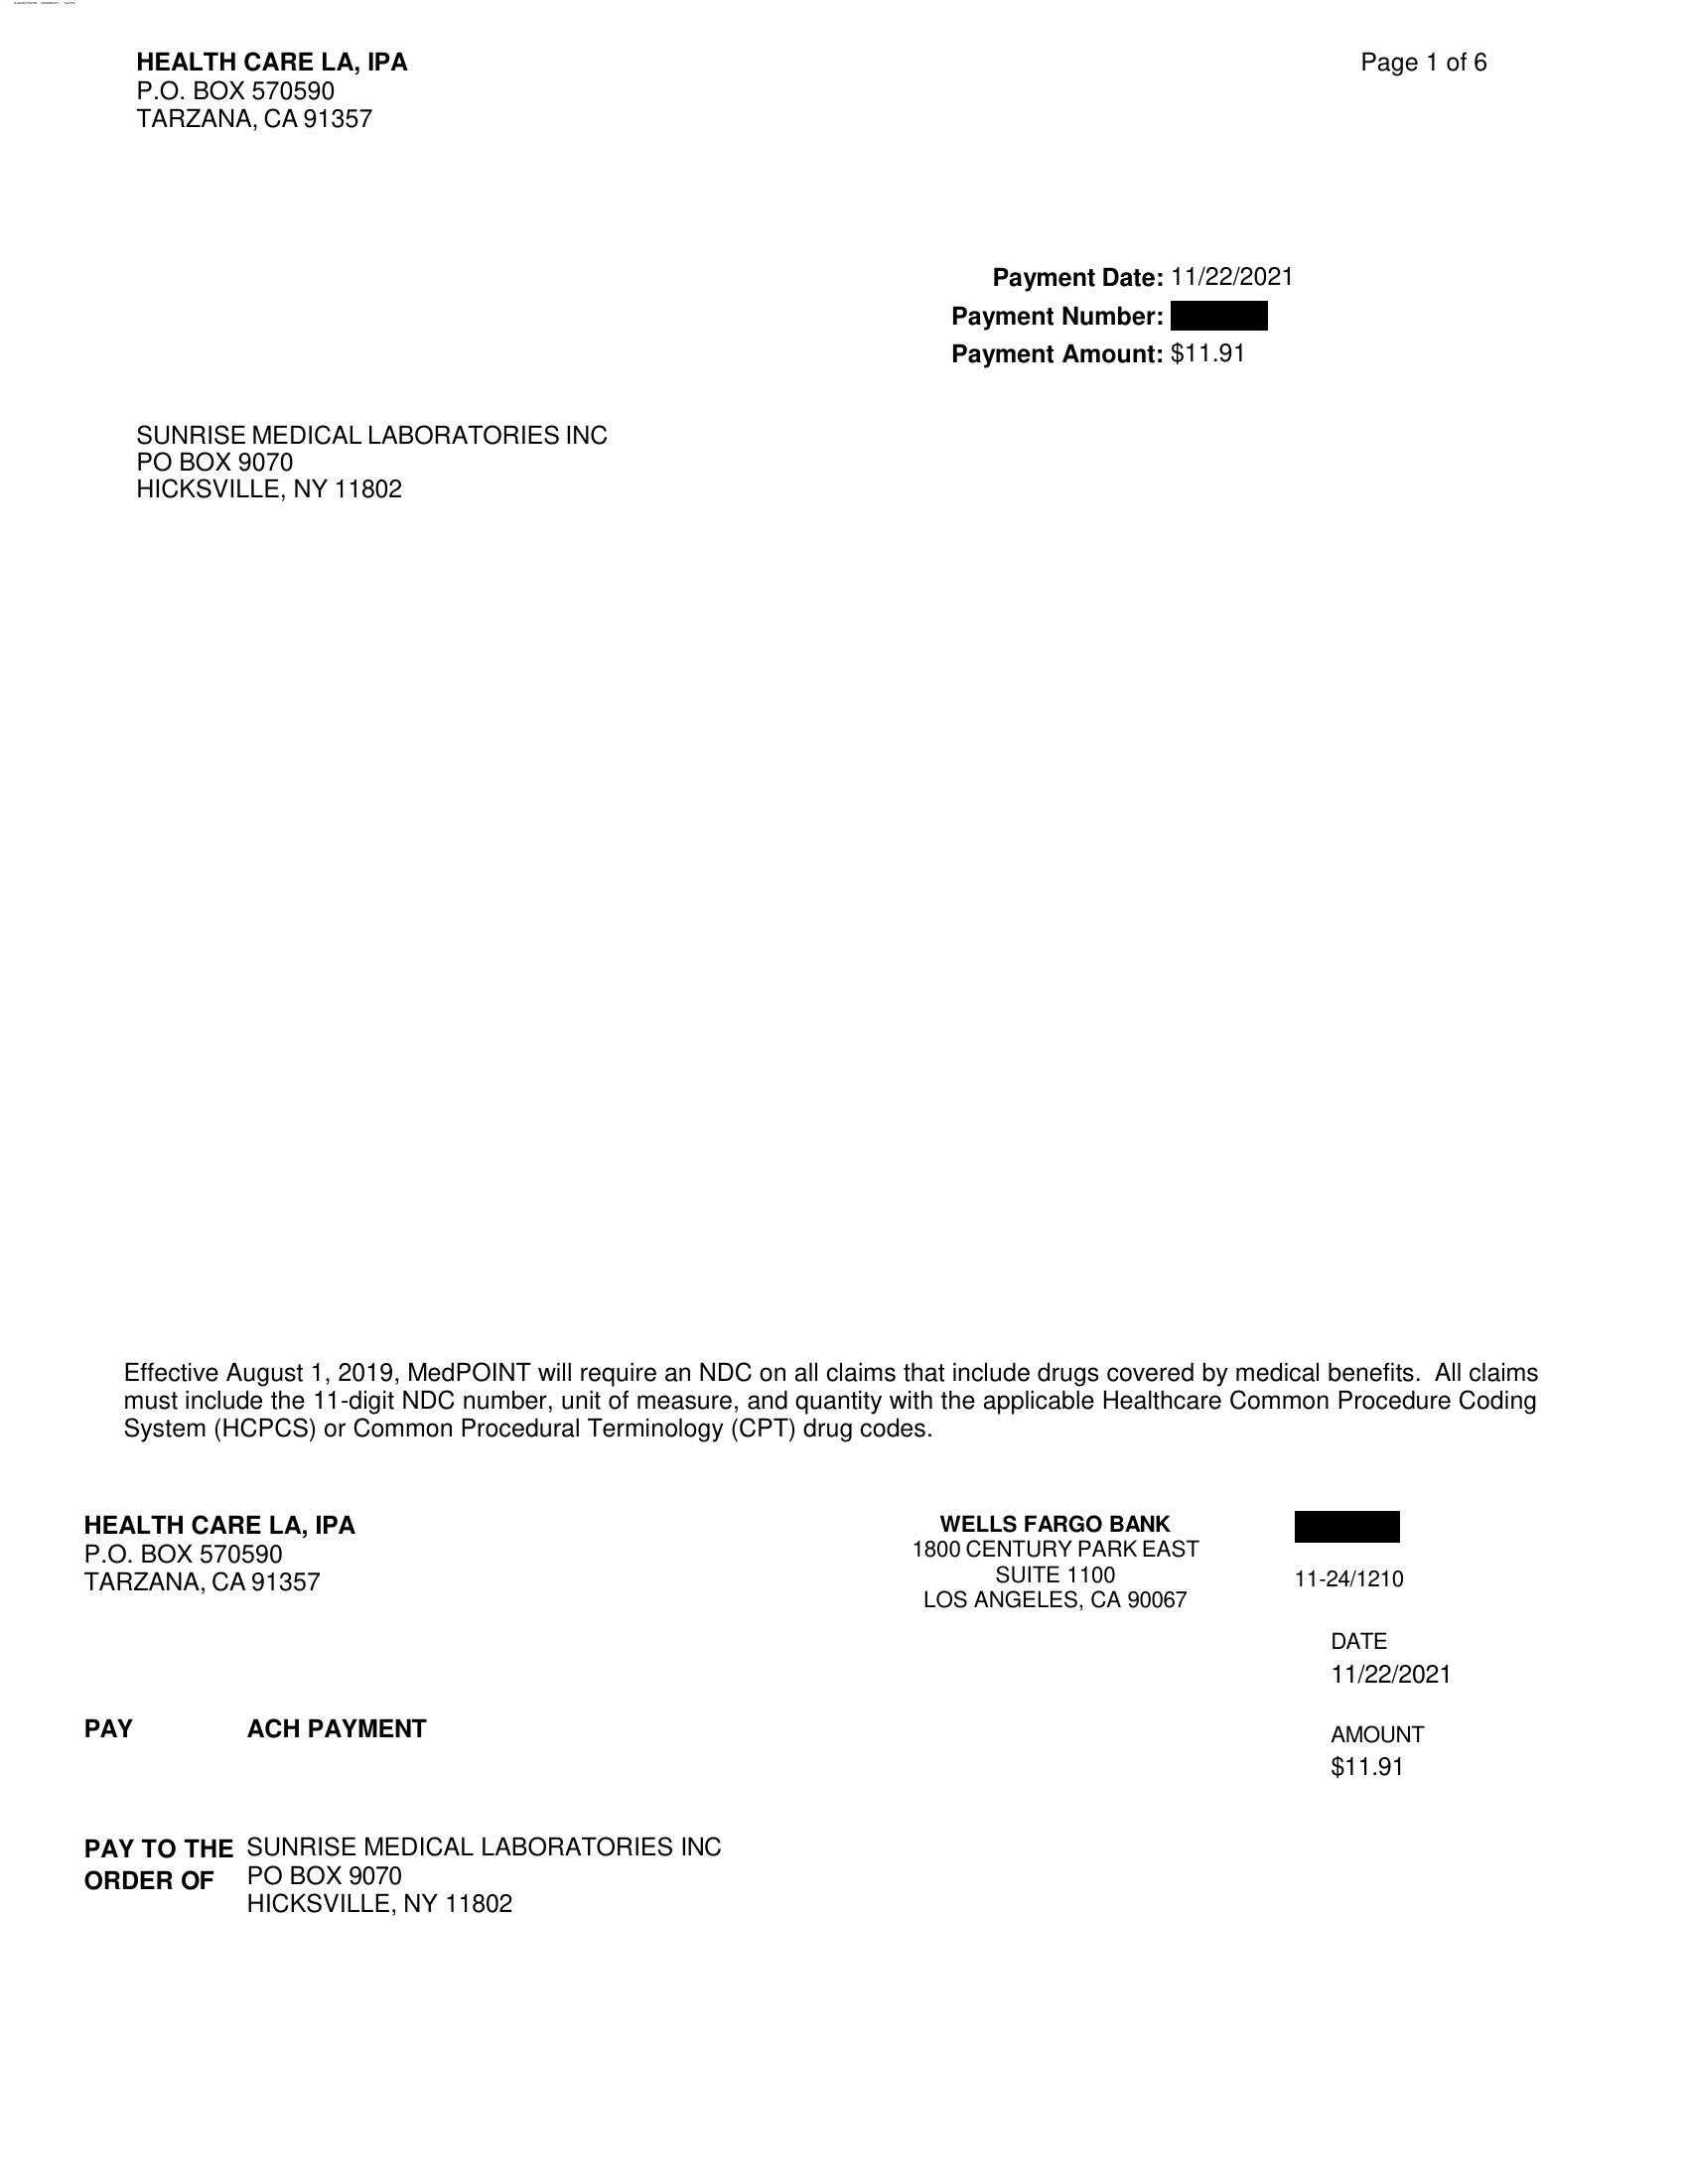 HEALTH CARE LA, IPA
Page 1 of 6
P.O. BOX 570590
TARZANA, CA 91357
Payment Date: 11/22/2021
Payment Number:
Payment Amount: $11.91
SUNRISE MEDICAL LABORATORIES INC
PO BOX 9070
HICKSVILLE, NY 11802
Effective August 1, 2019, MedPOINT will require an NDC on all claims that include drugs covered by medical benefits.  All claims
must include the 11-digit NDC number, unit of measure, and quantity with the applicable Healthcare Common Procedure Coding
System (HCPCS) or Common Procedural Terminology (CPT) drug codes.
HEALTH CARE LA, IPA
P.O. BOX 570590
TARZANA, CA 91357
WELLS FARGO BANK
1800 CENTURY PARK EAST
SUITE 1100
LOS ANGELES, CA 90067
11-24/1210
DATE
11/22/2021
PAY ACH PAYMENT
AMOUNT
$11.91
PAY TO THE ORDER OF
SUNRISE MEDICAL LABORATORIES INC
PO BOX 9070
HICKSVILLE, NY 11802